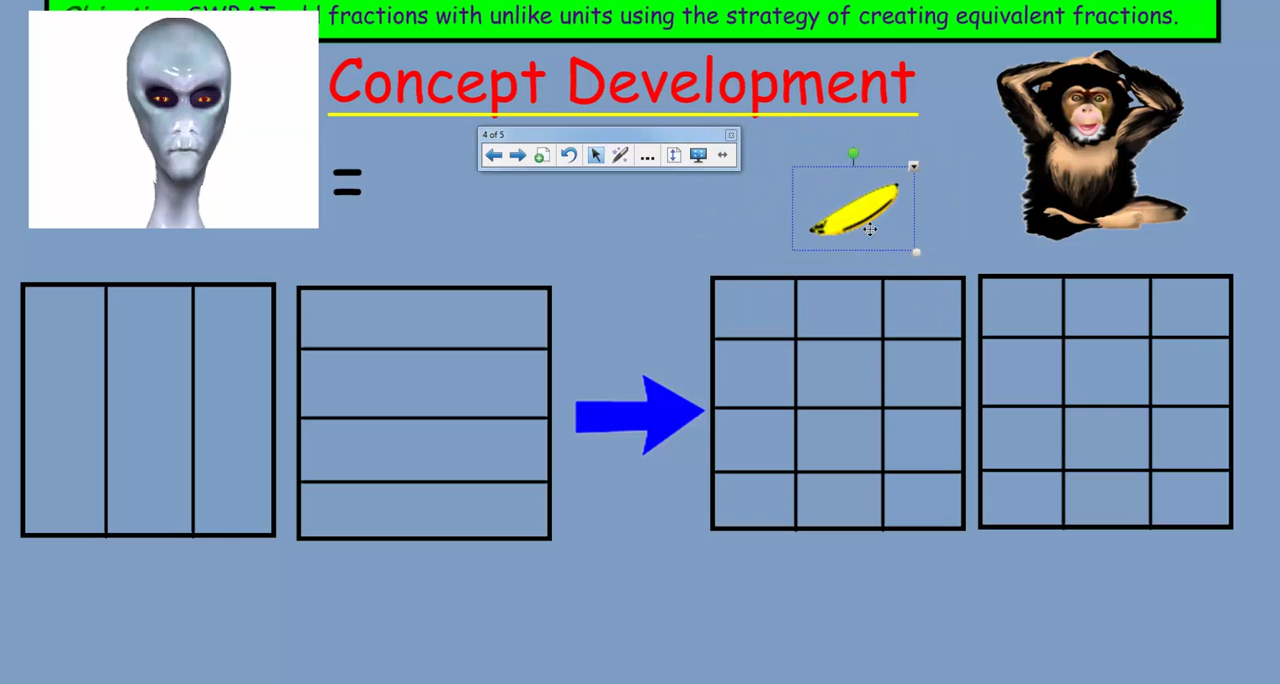 fractions with unlike units using the strategy of creating equivalent fractions.
Concept Development
4 of 5
=